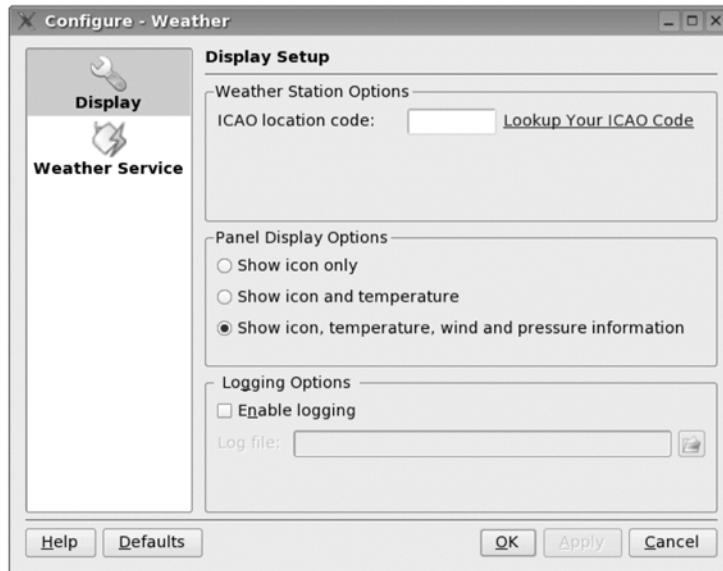 Configure - Weather
Display
Weather Service
Display Setup
Weather Station Options
ICAO location code:
Lookup Your ICAO Code
Panel Display Options
Show icon only
Show icon and temperature
Show icon, temperature, wind and pressure information
Logging Options
Enable logging
Log file:
Help
Defaults
OK
Apply
Cancel